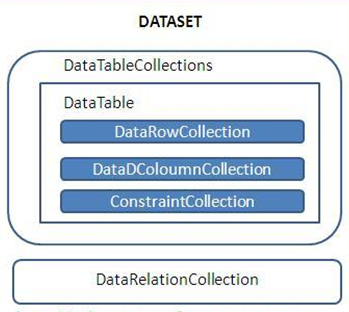 DATASET
DataTableCollections
DataTable
DataRowCollection
DataDColoumnCollection
ConstraintCollection
DataRelationCollection